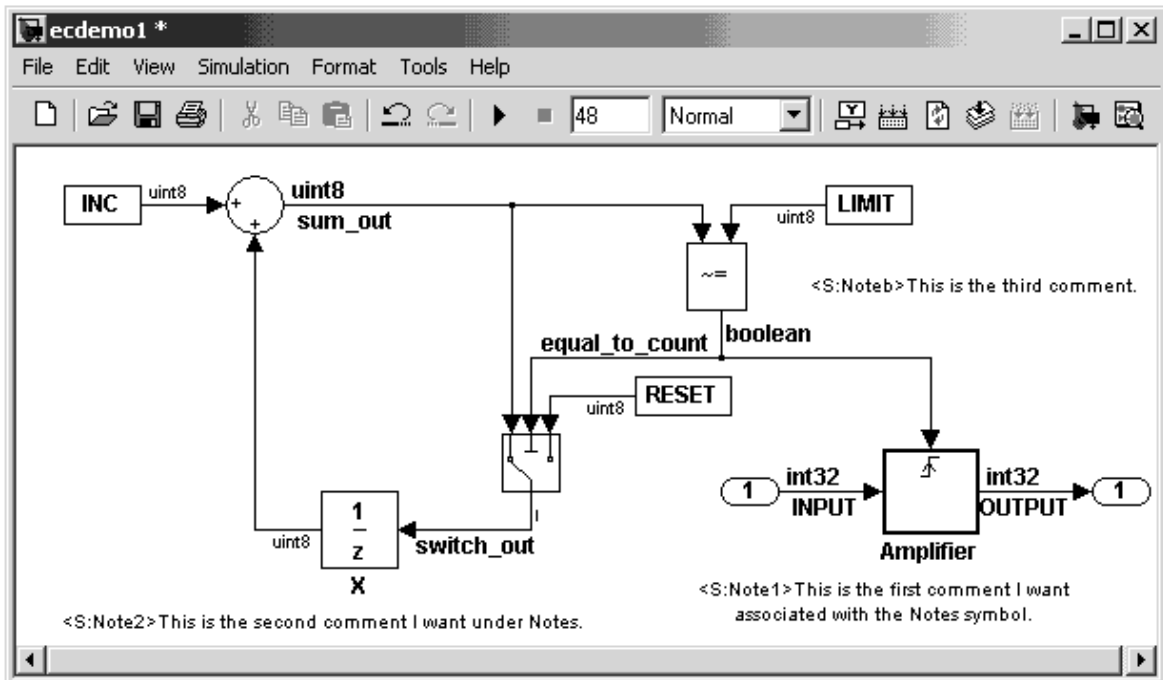 ecdemo1 *
File Edit View Simulation Format Tools Help
48 Normal
INC
uint8
+
+
uint8
sum_out
uint8
LIMIT
~=
<S:Noteb>This is the third comment.
boolean
equal_to_count
uint8
RESET
1
int32
INPUT
int32
OUTPUT
1
Amplifier
uint8
1
z
X
switch_out
<S:Note1>This is the first comment I want
associated with the Notes symbol.
<S:Note2>This is the second comment I want under Notes.